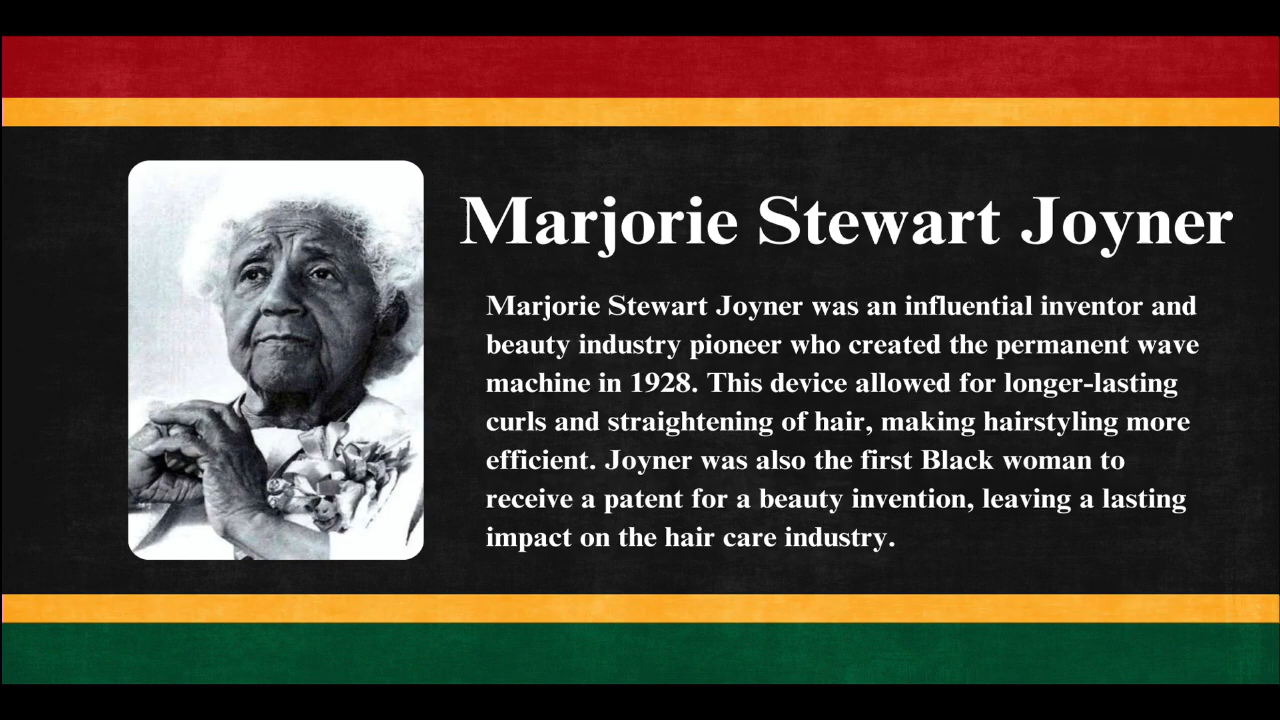 Marjorie Stewart Joyner
Marjorie Stewart Joyner was an influential inventor and
beauty industry pioneer who created the permanent wave
machine in 1928. This device allowed for longer-lasting
curls and straightening of hair, making hairstyling more
efficient. Joyner was also the first Black woman to
receive a patent for a beauty invention, leaving a lasting
impact on the hair care industry.